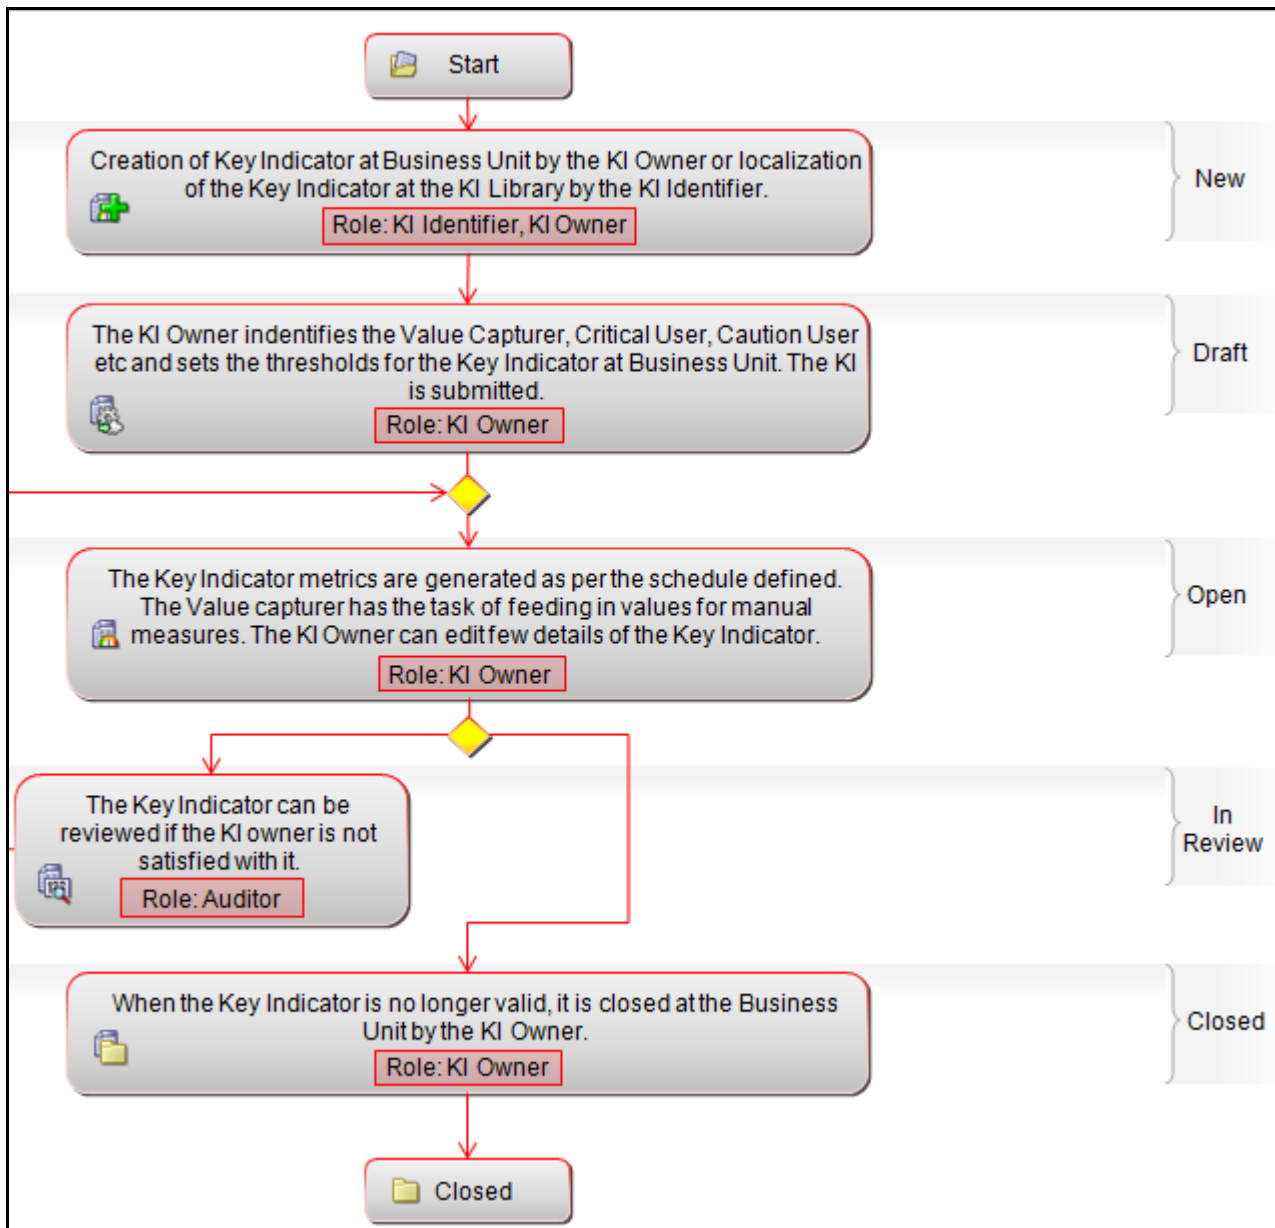 Start
Creation of Key Indicator at Business Unit by the KI Owner or localization
of the Key Indicator at the KI Library by the KI Identifier.
Role: KI Identifier, KI Owner
New
The KI Owner indentifies the Value Capturer, Critical User, Caution User
etc and sets the thresholds for the Key Indicator at Business Unit. The KI
is submitted.
Role: KI Owner
Draft
The Key Indicator metrics are generated as per the schedule defined.
The Value capturer has the task of feeding in values for manual
measures. The KI Owner can edit few details of the Key Indicator.
Role: KI Owner
Open
The Key Indicator can be
reviewed if the KI owner is not
satisfied with it.
Role: Auditor
In
Review
When the Key Indicator is no longer valid, it is closed at the Business
Unit by the KI Owner.
Role: KI Owner
Closed
Closed